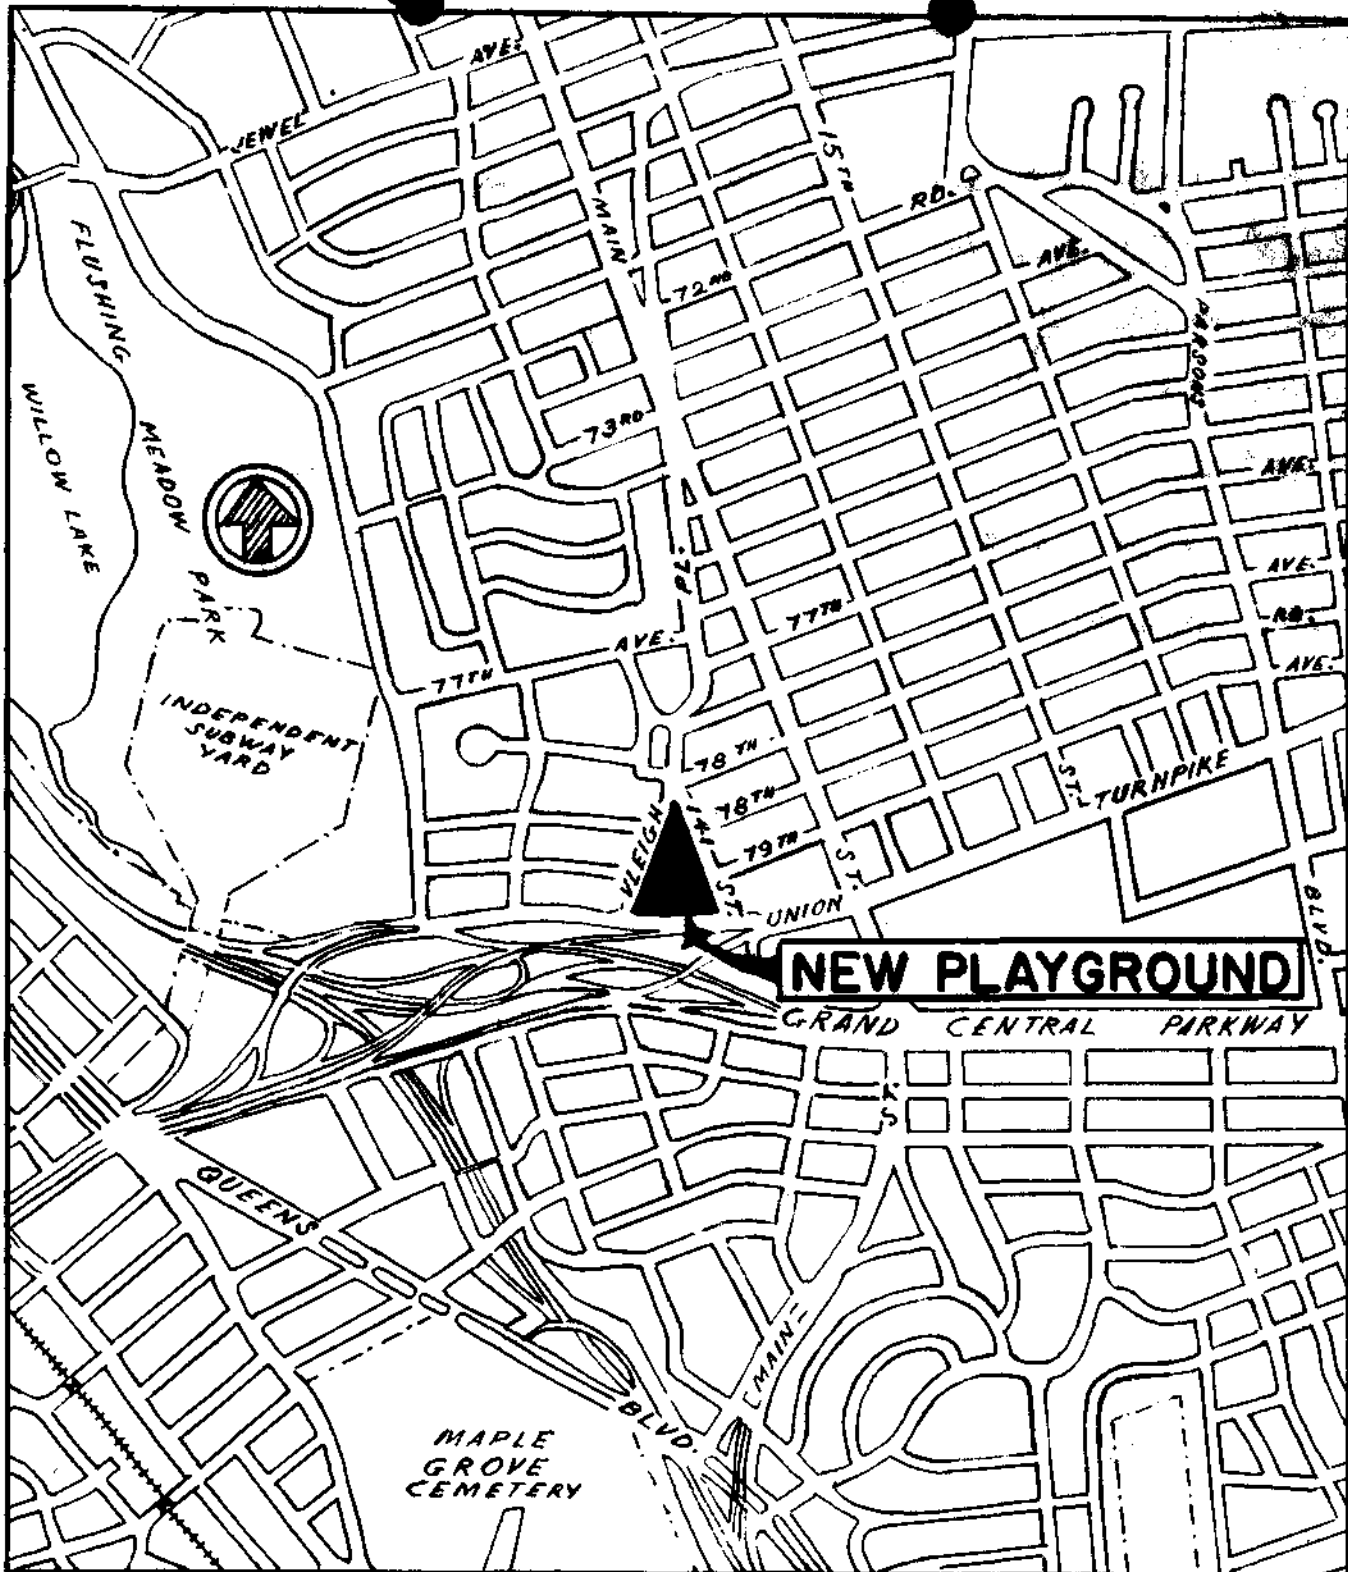 AVE.
JEWEL
15TH
MAIN
RD.
AVE.
72ND
FLUSHING
MEADOW
PARK
PARSONS
WILLOW LAKE
73RD
AVE.
AVE.
RD.
AVE.
PL.
77TH
AVE.
77TH
INDEPENDENT
SUBWAY
YARD
78TH
78TH
79TH
ST.
TURNPIKE
VLEIGH
141
ST.
ST.
UNION
BLVD.
NEW PLAYGROUND
GRAND CENTRAL PARKWAY
QUEENS
BLVD.
MAIN
MAPLE
GROVE
CEMETERY